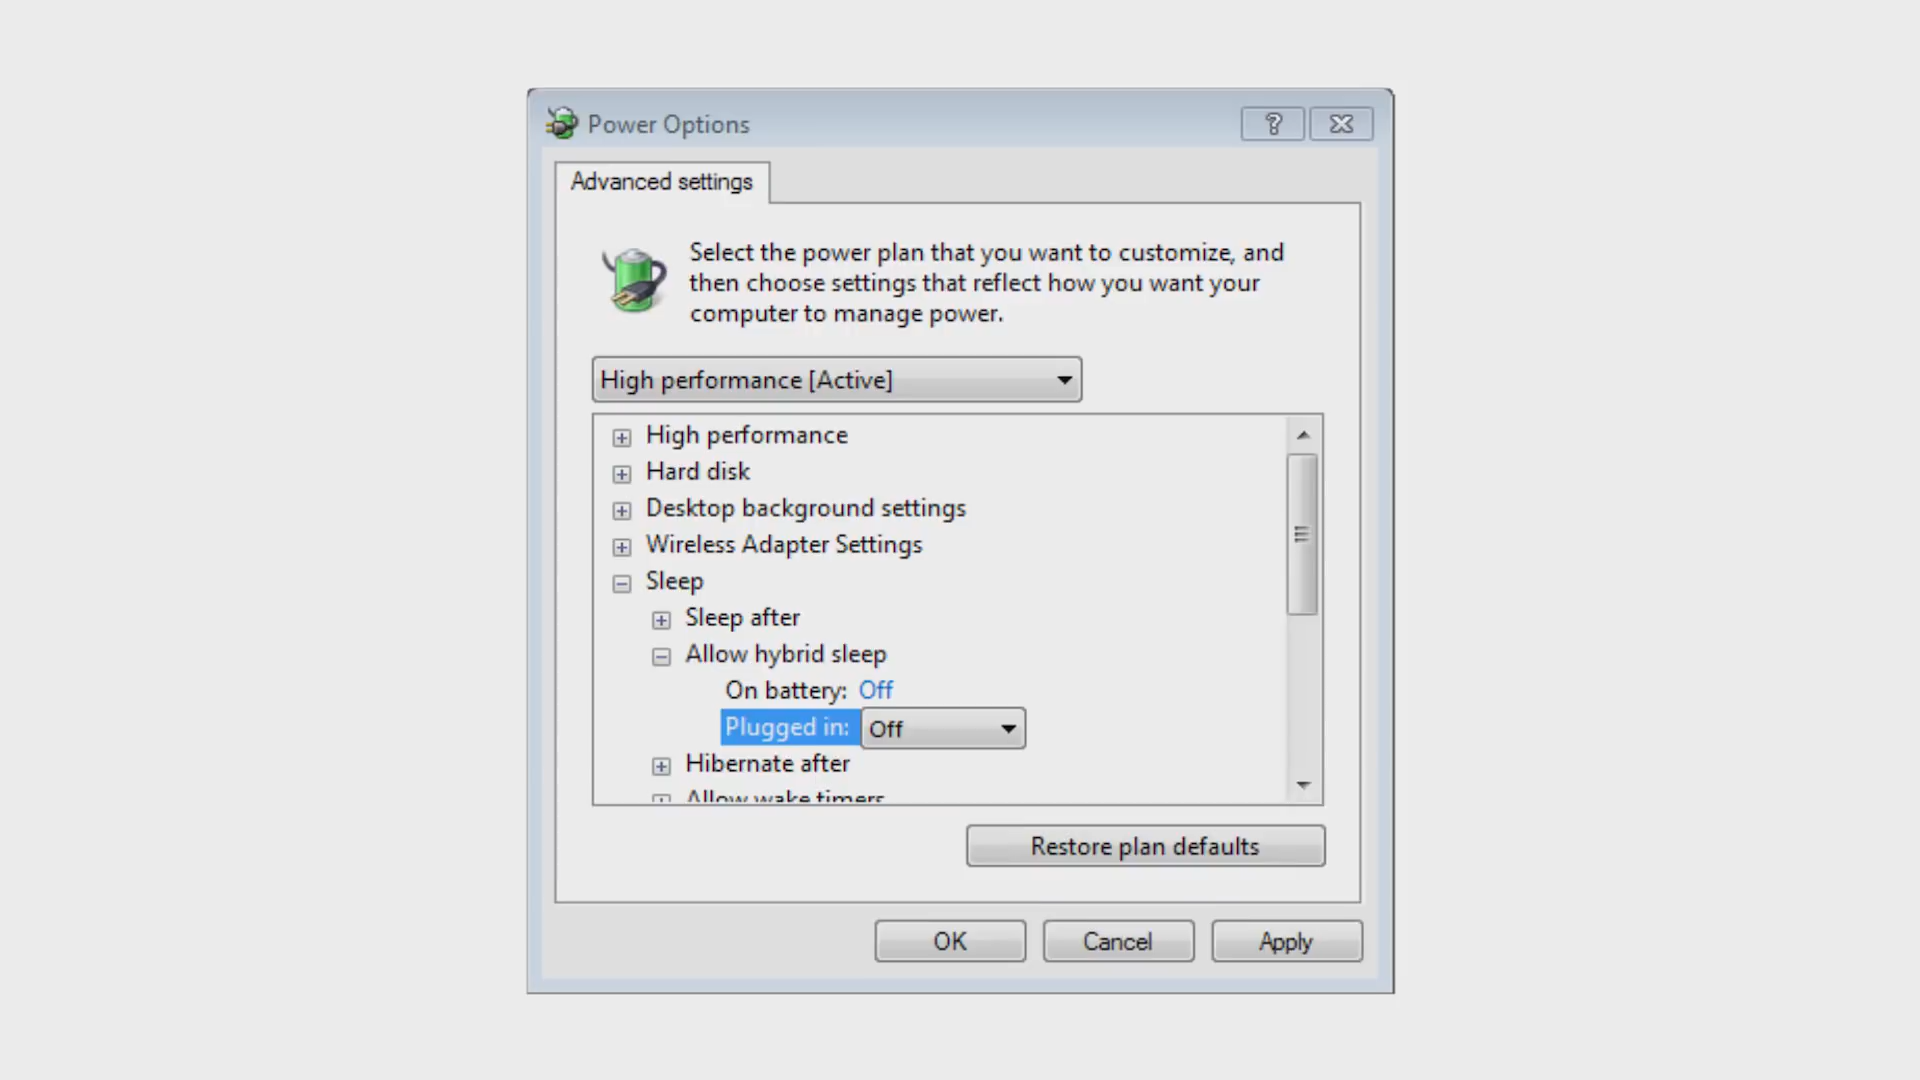 Power Options
Advanced settings
Select the power plan that you want to customize, and
then choose settings that reflect how you want your
computer to manage power.
High performance [Active]
High performance
Hard disk
Desktop background settings
Wireless Adapter Settings
Sleep
Sleep after
Allow hybrid sleep
On battery: Off
Plugged in: Off
Hibernate after
Allow wake timers
Restore plan defaults
OK Cancel Apply